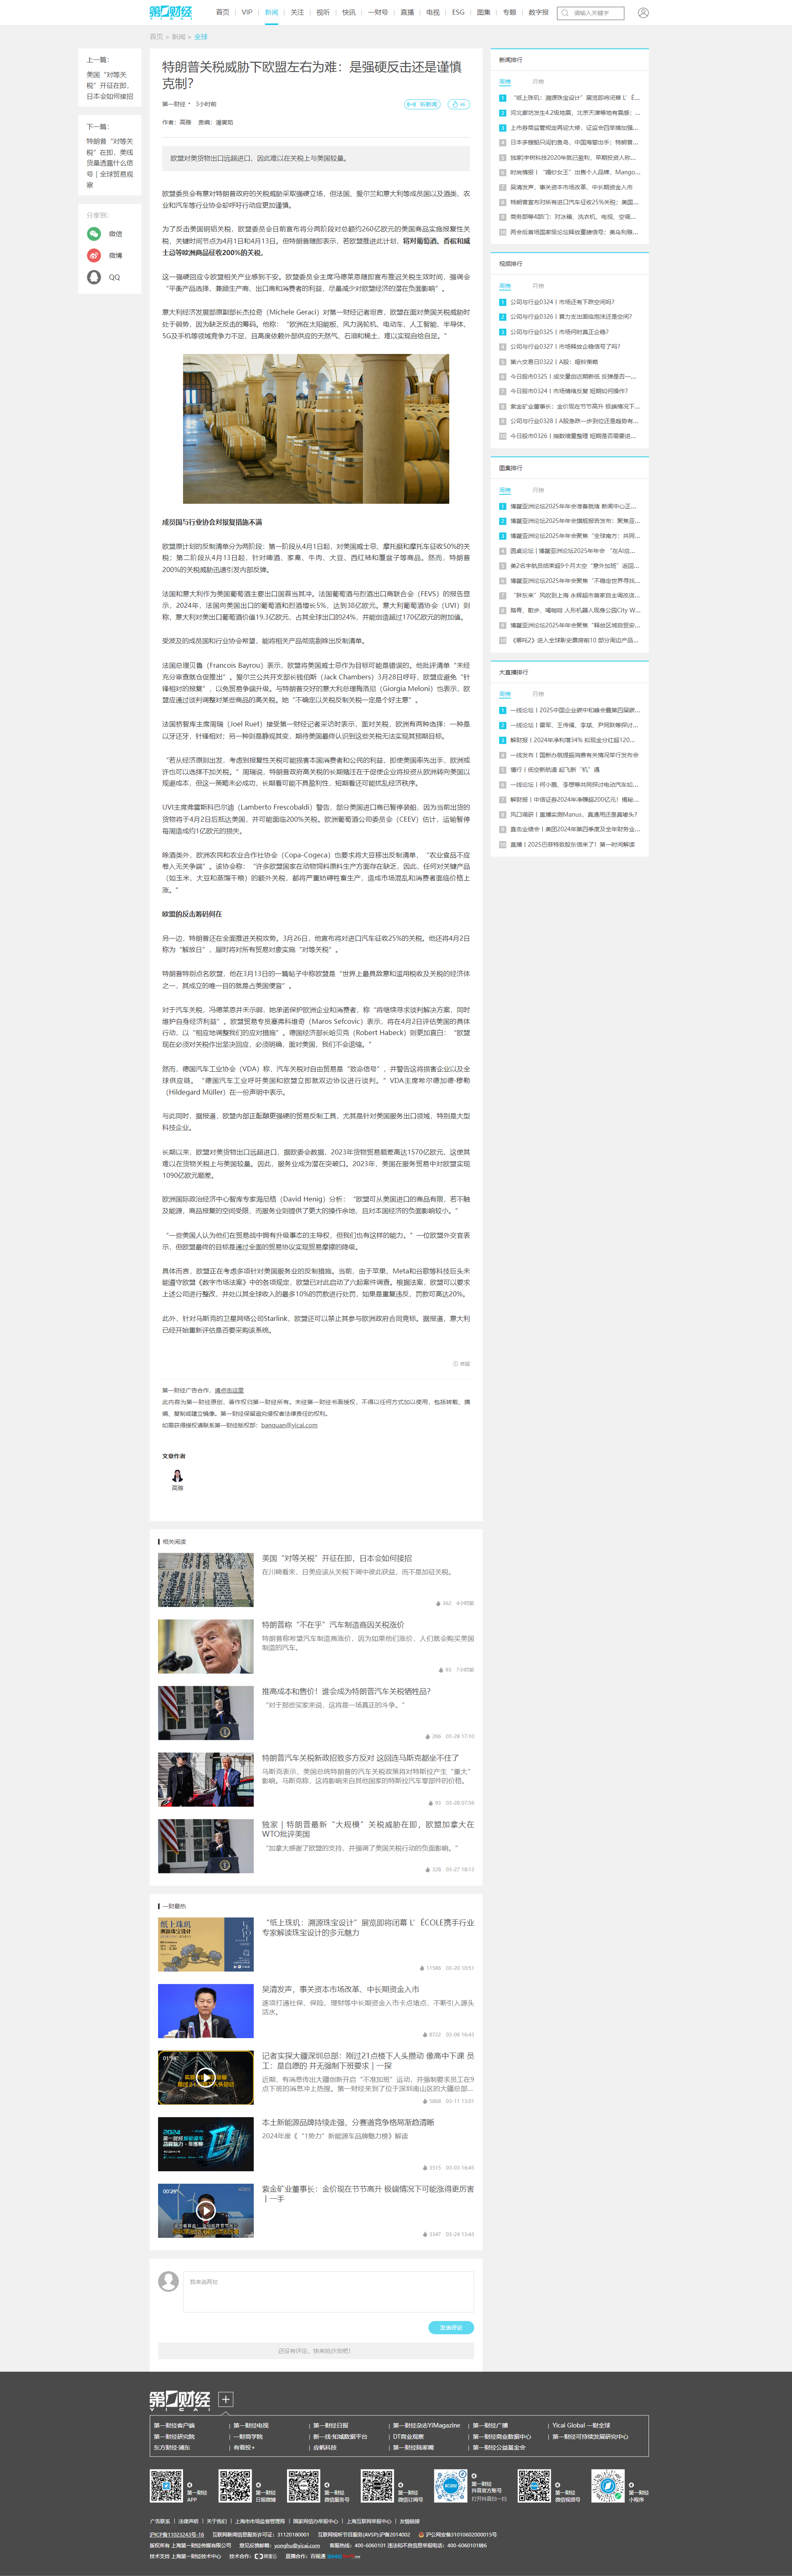 首页
VIP
新闻
关注
视听
快讯
一财号
直播
电视
ESG
图集
专题
数字报
请输入关键字
首页 > 新闻 > 全球
上一篇：
美国“对等关
税”开征在即，
日本会如何接招
下一篇：
特朗普“对等关
税”在即，美线
货量透露什么信
号｜全球贸易观
察
分享到：
微信
微博
QQ
特朗普关税威胁下欧盟左右为难：是强硬反击还是谨慎
克制？
第一财经 • 3小时前
听新闻
作者：高雅 责编：潘寅茹
欧盟对美货物出口远超进口，因此难以在关税上与美国较量。
欧盟委员会有意对特朗普政府的关税威胁采取强硬立场，但法国、爱尔兰和意大利等成员国以及酒类、农
业和汽车等行业协会却呼吁行动应更加谨慎。
为了反击美国钢铝关税，欧盟委员会日前宣布将分两阶段对总额约260亿欧元的美国商品实施报复性关
税，关键时间节点为4月1日和4月13日。但特朗普随即表示，若欧盟推进此计划，将对葡萄酒、香槟和威
士忌等欧洲商品征收200%的关税。
这一强硬回应令欧盟相关产业感到不安。欧盟委员会主席冯德莱恩随即宣布推迟关税生效时间，强调会
“平衡产品选择，兼顾生产商、出口商和消费者的利益，尽量减少对欧盟经济的潜在负面影响”。
意大利经济发展部原副部长杰拉奇（Michele Geraci）对第一财经记者坦言，欧盟在面对美国关税威胁时
处于弱势，因为缺乏反击的筹码。他称：“欧洲在太阳能板、风力涡轮机、电动车、人工智能、半导体、
5G及手机等领域竞争力不足，且高度依赖外部供应的天然气、石油和稀土，难以实现自给自足。”
成员国与行业协会对报复措施不满
欧盟原计划的反制清单分为两阶段：第一阶段从4月1日起，对美国威士忌、摩托艇和摩托车征收50%的关
税；第二阶段从4月13日起，针对啤酒、家禽、牛肉、大豆、西红柿和覆盆子等商品。然而，特朗普
200%的关税威胁迅速引发内部反弹。
法国和意大利作为美国葡萄酒主要出口国首当其冲。法国葡萄酒与烈酒出口商联合会（FEVS）的报告显
示，2024年，法国向美国出口的葡萄酒和烈酒增长5%，达到38亿欧元。意大利葡萄酒协会（UVI）则
称，意大利对美出口葡萄酒价值19.3亿欧元，占其全球出口的24%，并能创造超过170亿欧元的附加值。
受波及的成员国和行业协会希望，能将相关产品彻底剔除出反制清单。
法国总理贝鲁（Francois Bayrou）表示，欧盟将美国威士忌作为目标可能是错误的。他批评清单“未经
充分审查就仓促推出”。爱尔兰公共开支部长钱伯斯（Jack Chambers）3月28日呼吁，欧盟应避免“针
锋相对的报复”，以免贸易争端升级。与特朗普交好的意大利总理梅洛尼（Giorgia Meloni）也表示，欧
盟应通过谈判调整对某些商品的高关税。她“不确定以关税反制关税一定是个好主意”。
法国桥智库主席周瑞（Joel Ruet）接受第一财经记者采访时表示，面对关税，欧洲有两种选择：一种是
以牙还牙，针锋相对；另一种则是静观其变，期待美国最终认识到这些关税无法实现其预期目标。
“若从经济原则出发，考虑到报复性关税可能损害本国消费者和公民的利益，即使美国率先出手，欧洲或
许也可以选择不加关税。”周瑞说，特朗普政府高关税的长期赌注在于促使企业将投资从欧洲转向美国以
规避成本，但这一策略未必成功，长期看可能不具盈利性，短期看还可能扰乱经济秩序。
UVI主席弗雷斯科巴尔迪（Lamberto Frescobaldi）警告，部分美国进口商已暂停装船，因为当前出货的
货物将于4月2日后抵达美国，并可能面临200%关税。欧洲葡萄酒公司委员会（CEEV）估计，运输暂停
每周造成约1亿欧元的损失。
除酒类外，欧洲农民和农业合作社协会（Copa-Cogeca）也要求将大豆移出反制清单，“农业食品不应
卷入无关争端”。该协会称：“许多欧盟国家在动物饲料原料生产方面存在缺乏，因此，任何对关键产品
（如玉米、大豆和蒸馏干粮）的额外关税，都将严重妨碍牲畜生产，造成市场混乱和消费者面临价格上
涨。”
欧盟的反击筹码何在
另一边，特朗普还在全面推进关税攻势。3月26日，他宣布将对进口汽车征收25%的关税。他还将4月2日
称为“解放日”，届时将对所有贸易对象实施“对等关税”。
特朗普特别点名欧盟，他在3月13日的一篇帖子中称欧盟是“世界上最具敌意和滥用税收及关税的经济体
之一，其成立的唯一目的就是占美国便宜”。
对于汽车关税，冯德莱恩并未示弱，她承诺保护欧洲企业和消费者，称“将继续寻求谈判解决方案，同时
维护自身经济利益”。欧盟贸易专员塞弗科维奇（Maros Sefcovic）表示，将在4月2日评估美国的具体
行动，以“相应地调整我们的应对措施”。德国经济部长哈贝克（Robert Habeck）则更加直白：“欧盟
现在必须对关税作出坚决回应，必须明确，面对美国，我们不会退缩。”
然而，德国汽车工业协会（VDA）称，汽车关税对自由贸易是“致命信号”，并警告这将损害企业以及全
球供应链。“德国汽车工业呼吁美国和欧盟立即就双边协议进行谈判。”VDA主席希尔德加德·穆勒
（Hildegard Müller）在一份声明中表示。
与此同时，据报道，欧盟内部正酝酿更强硬的贸易反制工具，尤其是针对美国服务出口领域，特别是大型
科技企业。
长期以来，欧盟对美货物出口远超进口，据欧委会数据，2023年货物贸易顺差高达1570亿欧元，这使其
难以在货物关税上与美国较量。因此，服务业成为潜在突破口。2023年，美国在服务贸易中对欧盟实现
1090亿欧元顺差。
欧洲国际政治经济中心智库专家海尼格（David Henig）分析：“欧盟可从美国进口的商品有限，若不触
及能源，商品报复的空间受限，而服务业则提供了更大的操作余地，且对本国经济的负面影响较小。”
“一些美国人认为他们在贸易战中拥有升级事态的主导权，但我们也有这样的能力。”一位欧盟外交官表
示，但欧盟最终的目标是通过全面的贸易协议实现贸易摩擦的降级。
具体而言，欧盟正在考虑多项针对美国服务业的反制措施。当前，由于苹果、Meta和谷歌等科技巨头未
能遵守欧盟《数字市场法案》中的各项规定，欧盟已对此启动了六起案件调查。根据法案，欧盟可以要求
上述公司进行整改，并处以其全球收入的最多10%的罚款进行处罚，如果是重复违反，罚款可高达20%。
此外，针对马斯克的卫星网络公司Starlink，欧盟还可以禁止其参与欧洲政府合同竞标。据报道，意大利
已经开始重新评估是否要采购该系统。
举报
第一财经广告合作，请点击这里
此内容为第一财经原创，著作权归第一财经所有。未经第一财经书面授权，不得以任何方式加以使用，包括转载、摘
编、复制或建立镜像。第一财经保留追究侵权者法律责任的权利。
如需获得授权请联系第一财经版权部：banquan@yicai.com
文章作者
高雅
相关阅读
美国“对等关税”开征在即，日本会如何接招
在川崎看来，日美应该从关税下调中彼此获益，而不是加征关税。
362 4小时前
特朗普称“不在乎”汽车制造商因关税涨价
特朗普称希望汽车制造商涨价，因为如果他们涨价，人们就会购买美国
制造的汽车。
93 7小时前
推高成本和售价！谁会成为特朗普汽车关税牺牲品？
“对于那些买家来说，这将是一场真正的斗争。”
266 03-28 17:10
特朗普汽车关税新政招致多方反对 这回连马斯克都坐不住了
马斯克表示，美国总统特朗普的汽车关税政策将对特斯拉产生“重大”
影响。马斯克称，这将影响来自其他国家的特斯拉汽车零部件的价格。
93 03-28 07:56
独家｜特朗普最新“大规模”关税威胁在即，欧盟加拿大在
WTO批评美国
“加拿大感谢了欧盟的支持，并强调了美国关税行动的负面影响。”
328 03-27 18:13
一财最热
“纸上珠玑：溯源珠宝设计”展览即将闭幕 L’ÉCOLE携手行业
专家解读珠宝设计的多元魅力
11586 03-20 10:51
吴清发声，事关资本市场改革、中长期资金入市
逐项打通社保、保险、理财等中长期资金入市卡点堵点，不断引入源头
活水。
8722 03-06 16:43
记者实探大疆深圳总部：刚过21点楼下人头攒动 像高中下课 员
工：是自愿的 并无强制下班要求｜一探
近期，有消息传出大疆创新开启“不准加班”运动，并强制要求员工在9
点下班的消息冲上热搜。第一财经来到了位于深圳南山区的大疆总部...
5868 03-11 13:01
本土新能源品牌持续走强，分赛道竞争格局渐趋清晰
2024年度《“1势力”新能源车品牌魅力榜》解读
3515 03-03 16:45
紫金矿业董事长：金价现在节节高升 极端情况下可能涨得更厉害
丨一手
3347 03-24 13:43
我来说两句
发表评论
还没有评论，快来抢沙发吧！
新闻排行
周榜 月榜
1 “纸上珠玑：溯源珠宝设计”展览即将闭幕 L’É...
2 河北廊坊发生4.2级地震，北京天津等地有震感；...
3 上市券商监管规定再迎大修，证监会四举措加强...
4 日本多艘船只闯钓鱼岛，中国海警出手；特朗普...
5 独家|宇树科技2020年就已盈利，早期投资人称...
6 时尚情报丨“婚纱女王”出售个人品牌，Mango...
7 吴清发声，事关资本市场改革、中长期资金入市
8 特朗普宣布对所有进口汽车征收25%关税；美国...
9 商务部等4部门：对冰箱、洗衣机、电视、空调...
10 两会后首场国家级论坛释放重磅信号；美乌利雅...
视频排行
周榜 月榜
1 公司与行业0324丨市场还有下跌空间吗？
2 公司与行业0326丨算力支出面临泡沫还是空间？
3 公司与行业0325丨市场何时真正企稳？
4 公司与行业0327丨市场释放企稳信号了吗？
5 第六交易日0322丨A股：哑铃策略
6 今日股市0325丨成交量创近期新低 反弹是否一...
7 今日股市0324丨市场情绪反复 短期如何操作？
8 紫金矿业董事长：金价现在节节高升 极端情况下...
9 公司与行业0328丨A股急跌一步到位还是趋势有...
10 今日股市0326丨指数缩量整理 短期是否需要进...
图集排行
周榜 月榜
1 博鳌亚洲论坛2025年年会准备就绪 新闻中心正...
2 博鳌亚洲论坛2025年年会旗舰报告发布：聚焦亚...
3 博鳌亚洲论坛2025年年会聚焦“全球南方：共同...
4 圆桌论坛 | 博鳌亚洲论坛2025年年会 “在AI应...
5 美2名宇航员结束超9个月太空“意外加班”返回...
6 博鳌亚洲论坛2025年年会聚焦“不稳定世界寻找...
7 “胖东来”风吹到上海 永辉超市首家自主调改店...
8 踏青、散步、喝咖啡 人形机器人现身公园City W...
9 博鳌亚洲论坛2025年年会聚焦“释放区域自贸安...
10 《哪吒2》进入全球影史票房前10 部分周边产品...
大直播排行
周榜 月榜
1 一线论坛丨2025中国企业碳中和峰会暨第四届碳...
2 一线论坛丨雷军、王传福、李斌、尹同跃等探讨...
3 解财报丨2024年净利增34% 拟现金分红超120...
4 一线发布丨国新办就提振消费有关情况举行发布会
5 懂行丨低空新航道 起飞新“机”遇
6 一线论坛丨何小鹏、李想等共同探讨电动汽车如...
7 解财报丨中信证券2024年净赚超200亿元！揭秘...
8 风口调研丨直播实测Manus，真通用还是真噱头？
9 直击业绩会丨美团2024年第四季度及全年财务业...
10 直播丨2025巴菲特致股东信来了！第一时间解读
第一财经
YICAI
第一财经客户端
第一财经电视
第一财经日报
第一财经杂志YiMagazine
第一财经广播
Yicai Global 一财全球
第一财经研究院
一财商学院
新一线·知城数据平台
DT商业观察
第一财经商业数据中心
第一财经可持续发展研究中心
东方财经·浦东
有看投+
应帆科技
第一财经陆家嘴
第一财经公益基金会
第一财经
APP
第一财经
日报微博
第一财经
微信服务号
第一财经
微信订阅号
第一财经
抖音官方账号
打开抖音扫一扫
第一财经
微信视频号
第一财经
小程序
广告联系 | 法律声明 | 关于我们 | 上海市市场监督管理局 | 国家网信办举报中心 | 上海互联网举报中心 | 友情链接
沪ICP备11023243号-16 互联网新闻信息服务许可证：31120180001 互联网视听节目服务(AVSP):沪备2014002 沪公网安备31010602000015号
版权所有 上海第一财经传媒有限公司 意见反馈邮箱：yonghu@yicai.com 客服热线：400-6060101 违法和不良信息举报电话：400-6060101转6
技术支持 上海第一财经技术中心 技术合作： 阿里云 直播合作：百视通